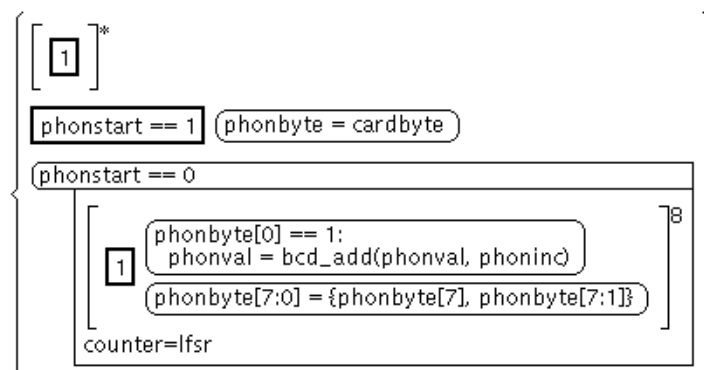 1 *
phonstart == 1 phonbyte = cardbyte
phonstart == 0
8
phonbyte[0] == 1:
1 phonval = bcd_add(phonval, phoninc)
phonbyte[7:0] = {phonbyte[7], phonbyte[7:1]}
counter=lfsr